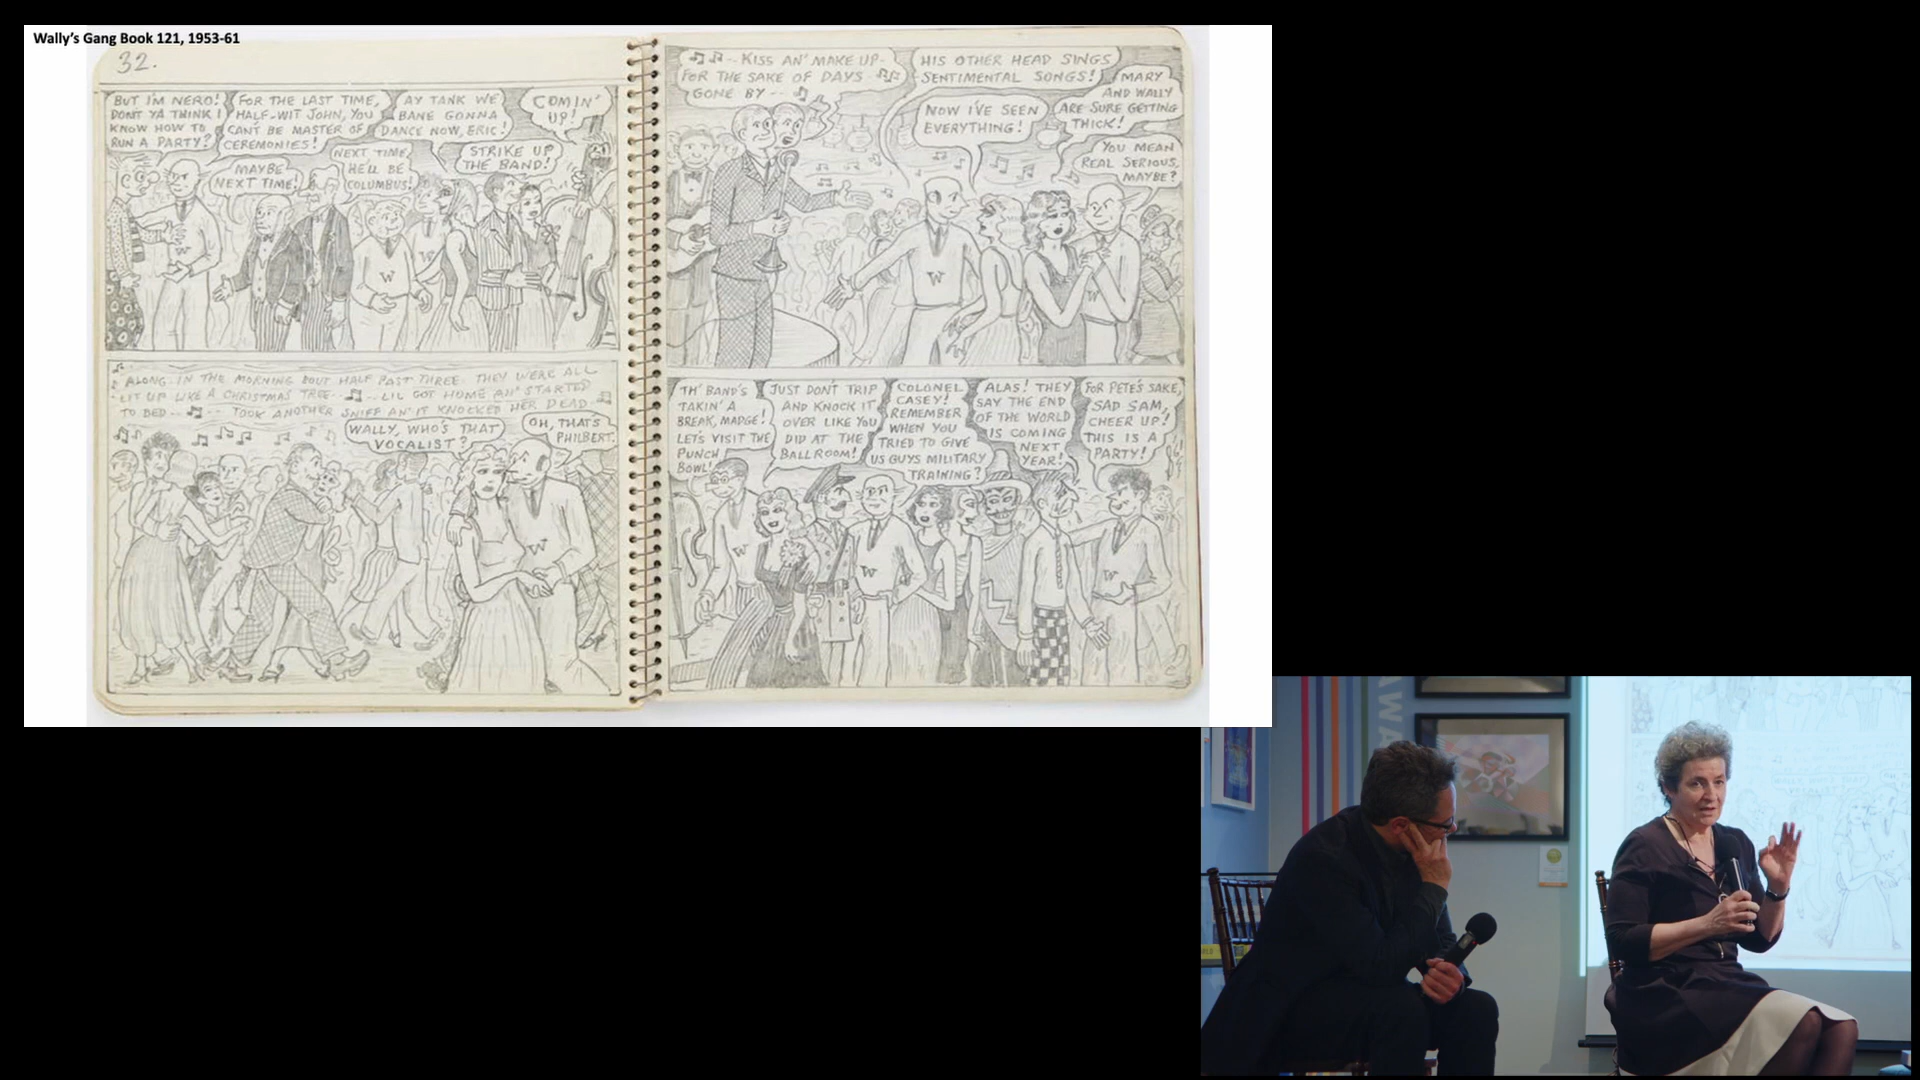 Wally's Gang Book 121, 1953-61
32.
BUT I'M NERO!
DON'T YA THINK I
KNOW HOW TO
RUN A PARTY?
FOR THE LAST TIME,
HALF-WIT JOHN, YOU
CAN'T BE MASTER OF
CEREMONIES!
MAYBE
NEXT TIME!
NEXT TIME
HE'LL BE
COLUMBUS!
AY TANK WE
BANE GONNA
DANCE NOW, ERIC!
STRIKE UP
THE BAND!
COMIN'
UP!
ALONG IN THE MORNING BOUT HALF PAST THREE - THEY WERE ALL
LIT UP LIKE A CHRISTMAS TREE -- LIL GOT HOME AN' STARTED
TO BED -- TOOK ANOTHER SNIFF AN' IT KNOCKED HER DEAD
WALLY, WHO'S THAT
VOCALIST?
OH, THAT'S
PHILBERT.
-- KISS AN' MAKE UP -
FOR THE SAKE OF DAYS
GONE BY --
HIS OTHER HEAD SINGS
SENTIMENTAL SONGS!
NOW I'VE SEEN
EVERYTHING!
MARY
AND WALLY
ARE SURE GETTING
THICK!
YOU MEAN
REAL SERIOUS,
MAYBE?
TH' BAND'S
TAKIN' A
BREAK, MADGE!
LET'S VISIT THE
PUNCH
BOWL!
JUST DON'T TRIP
AND KNOCK IT
OVER LIKE YOU
DID AT THE
BALLROOM!
COLONEL
CASEY!
REMEMBER
WHEN YOU
TRIED TO GIVE
US GUYS MILITARY
TRAINING?
ALAS! THEY
SAY THE END
OF THE WORLD
IS COMING
NEXT
YEAR!
FOR PETE'S SAKE,
SAD SAM,
CHEER UP!
THIS IS A
PARTY!
W
W
W
W
W
W
W
W
W